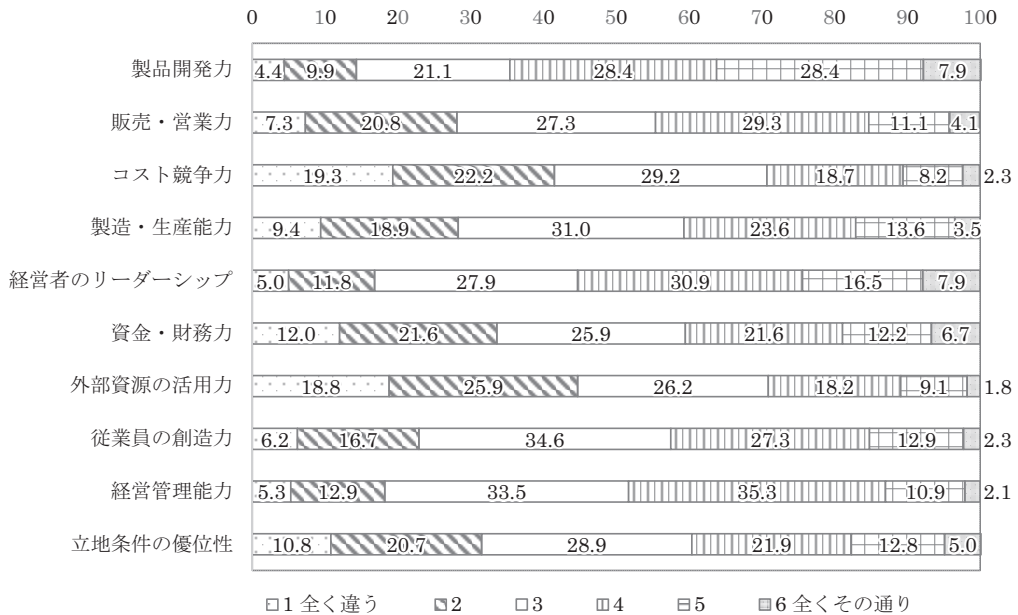 0 10 20 30 40 50 60 70 80 90 100
製品開発力 4.4 9.9 21.1 28.4 28.4 7.9
販売・営業力 7.3 20.8 27.3 29.3 11.1 4.1
コスト競争力 19.3 22.2 29.2 18.7 8.2 2.3
製造・生産能力 9.4 18.9 31.0 23.6 13.6 3.5
経営者のリーダーシップ 5.0 11.8 27.9 30.9 16.5 7.9
資金・財務力 12.0 21.6 25.9 21.6 12.2 6.7
外部資源の活用力 18.8 25.9 26.2 18.2 9.1 1.8
従業員の創造力 6.2 16.7 34.6 27.3 12.9 2.3
経営管理能力 5.3 12.9 33.5 35.3 10.9 2.1
立地条件の優位性 10.8 20.7 28.9 21.9 12.8 5.0
1 全く違う 2 3 4 5 6 全くその通り